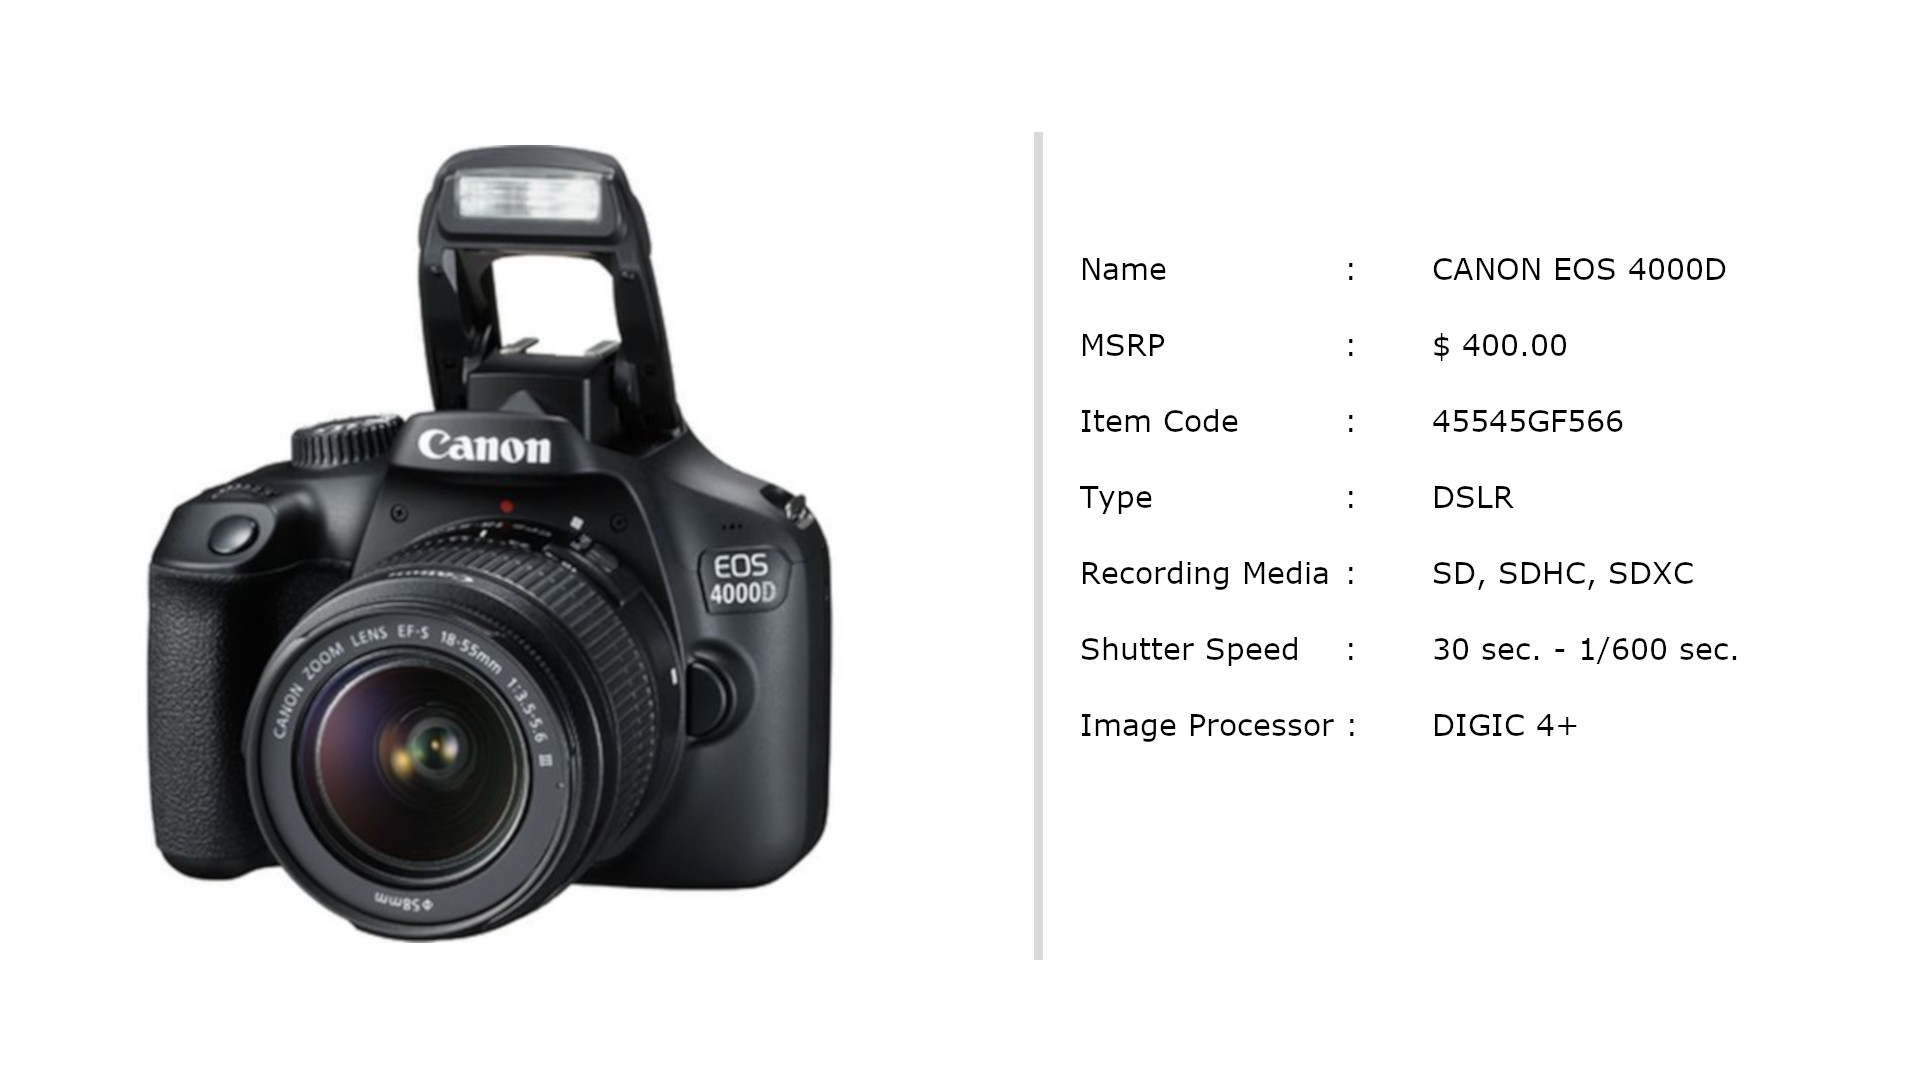 Canon
EOS
4000D
CANON ZOOM LENS EF-S 18-55mm 1:3.5-5.6 III
Φ58mm
Name : CANON EOS 4000D
MSRP : $ 400.00
Item Code : 45545GF566
Type : DSLR
Recording Media : SD, SDHC, SDXC
Shutter Speed : 30 sec. - 1/600 sec.
Image Processor : DIGIC 4+